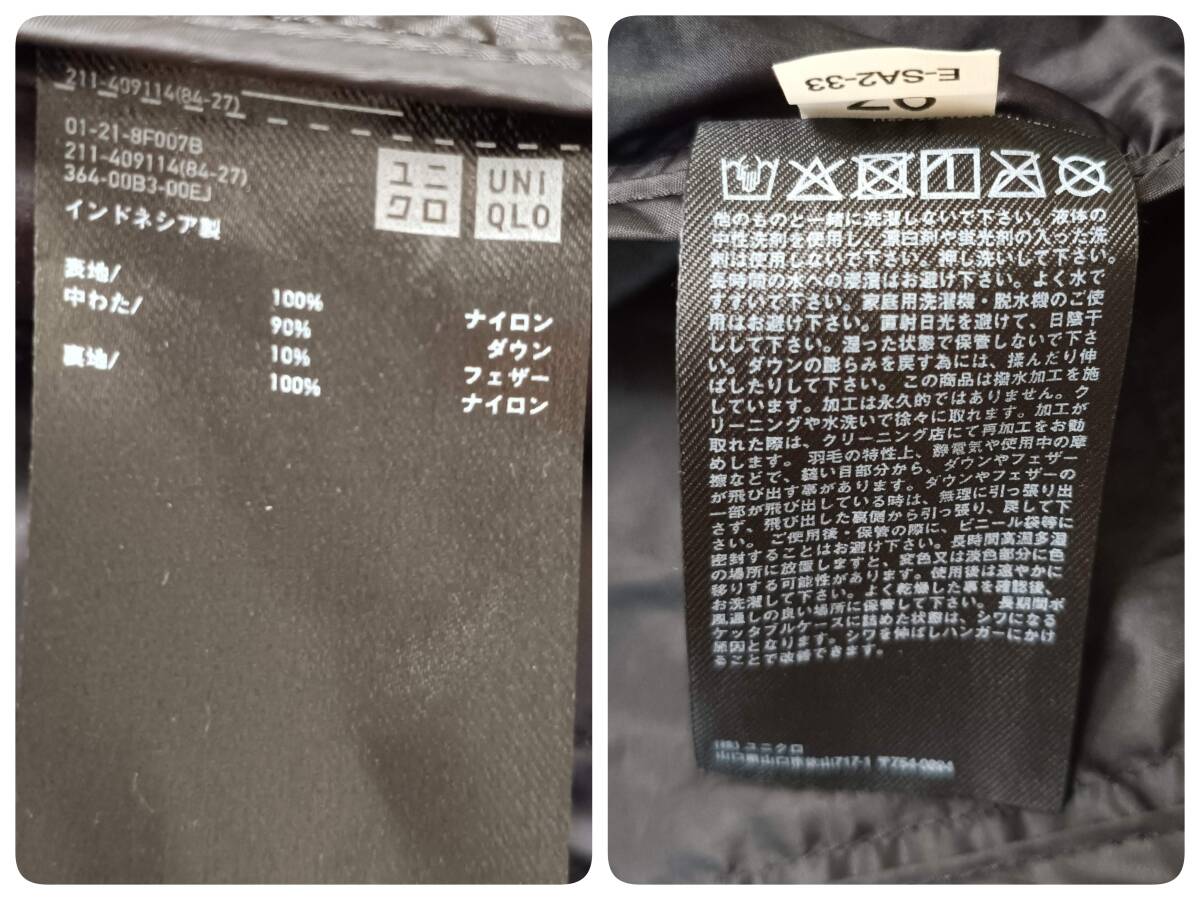 211-409114(84-27)
01-21-8F007B
211-409114(84-27)
364-00B3-00EJ
インドネシア製
ユニ
クロ
UNI
QLO
表地/
100%
ナイロン
中わた/
90%
ダウン
10%
フェザー
裏地/
100%
ナイロン
E-SA2-33
他のものと一緒に洗濯しないで下さい。液体の
中性洗剤を使用し、漂白剤や蛍光剤の入った洗
剤は使用しないで下さい。押し洗いして下さい。
長時間の水への浸漬はお避け下さい。よく水で
すすいで下さい。家庭用洗濯機・脱水機のご使
用はお避け下さい。直射日光を避けて、日陰干
しして下さい。湿った状態で保管しないで下さ
い。ダウンの膨らみを戻す為には、揉んだり伸
ばしたりして下さい。この商品は撥水加工を施
しています。加工は永久的ではありません。ク
リーニングや水洗いで徐々に取れます。加工が
取れた際は、クリーニング店にて再加工をお勧
めします。羽毛の特性上、静電気や使用中の摩
擦などで、縫い目部分から、ダウンやフェザー
が飛び出す事があります。ダウンやフェザーの
一部が飛び出している時は、無理に引っ張り出
さず、飛び出した裏側から引っ張り、戻して下
さい。ご使用後・保管の際に、ビニール袋等に
密封することはお避け下さい。長時間高温多湿
の場所に放置しますと、変色又は淡色部分に色
移りする可能性があります。使用後は速やかに
お洗濯して下さい。よく乾燥した事を確認後、
風通しの良い場所に保管して下さい。長期間ポ
ケッタブルケースに詰めた状態は、シワになる
原因となります。シワを伸ばしハンガーにかけ
ることで改善できます。
(株)ユニクロ
山口県山口市佐山717-1